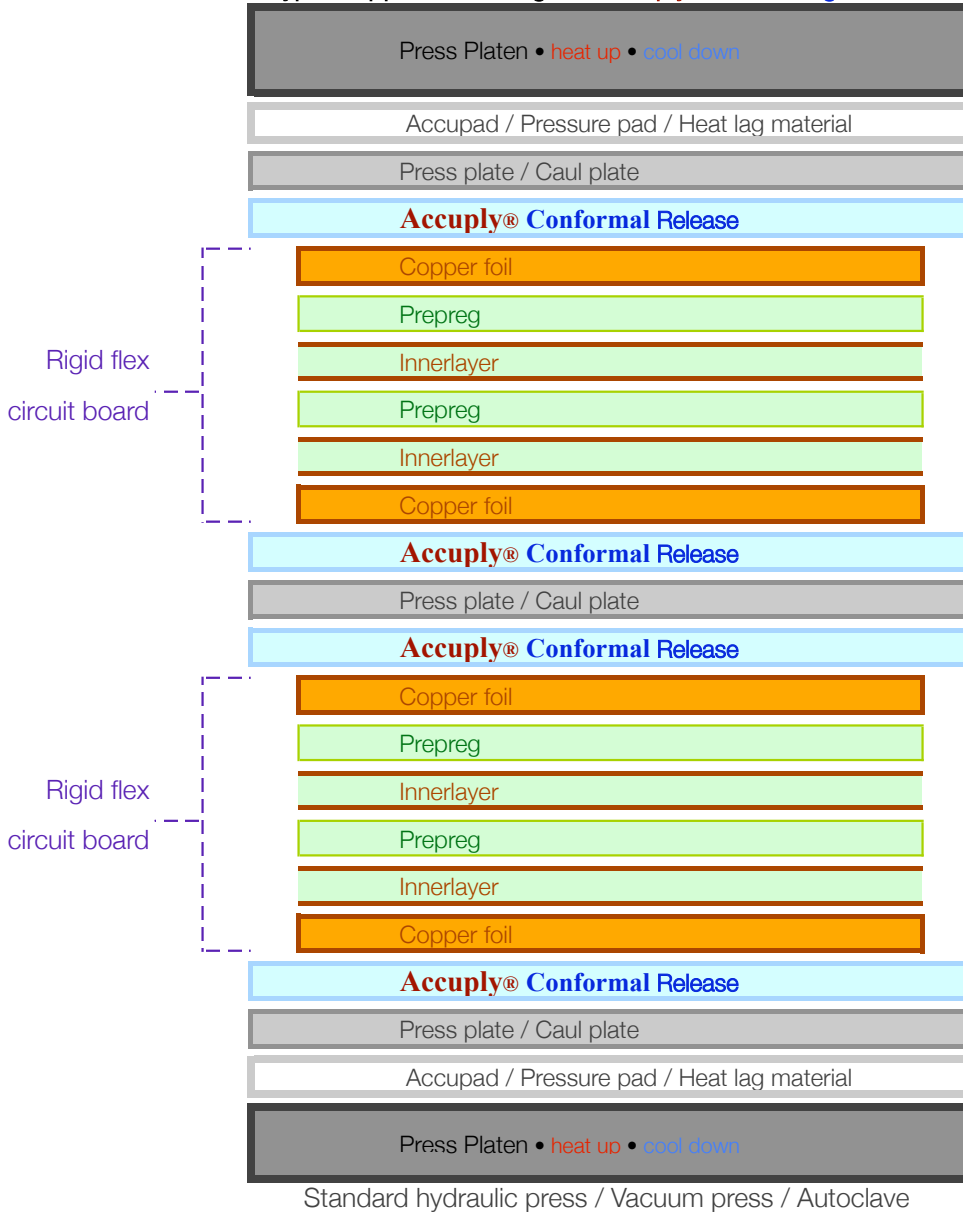 Press Platen • heat up • cool down
Accupad / Pressure pad / Heat lag material
Press plate / Caul plate
Accuply® Conformal Release
Copper foil
Prepreg
Rigid flex
Innerlayer
circuit board
Prepreg
Innerlayer
Copper foil
Accuply® Conformal Release
Press plate / Caul plate
Accuply® Conformal Release
Copper foil
Prepreg
Rigid flex
Innerlayer
circuit board
Prepreg
Innerlayer
Copper foil
Accuply® Conformal Release
Press plate / Caul plate
Accupad / Pressure pad / Heat lag material
Press Platen • heat up • cool down
Standard hydraulic press / Vacuum press / Autoclave